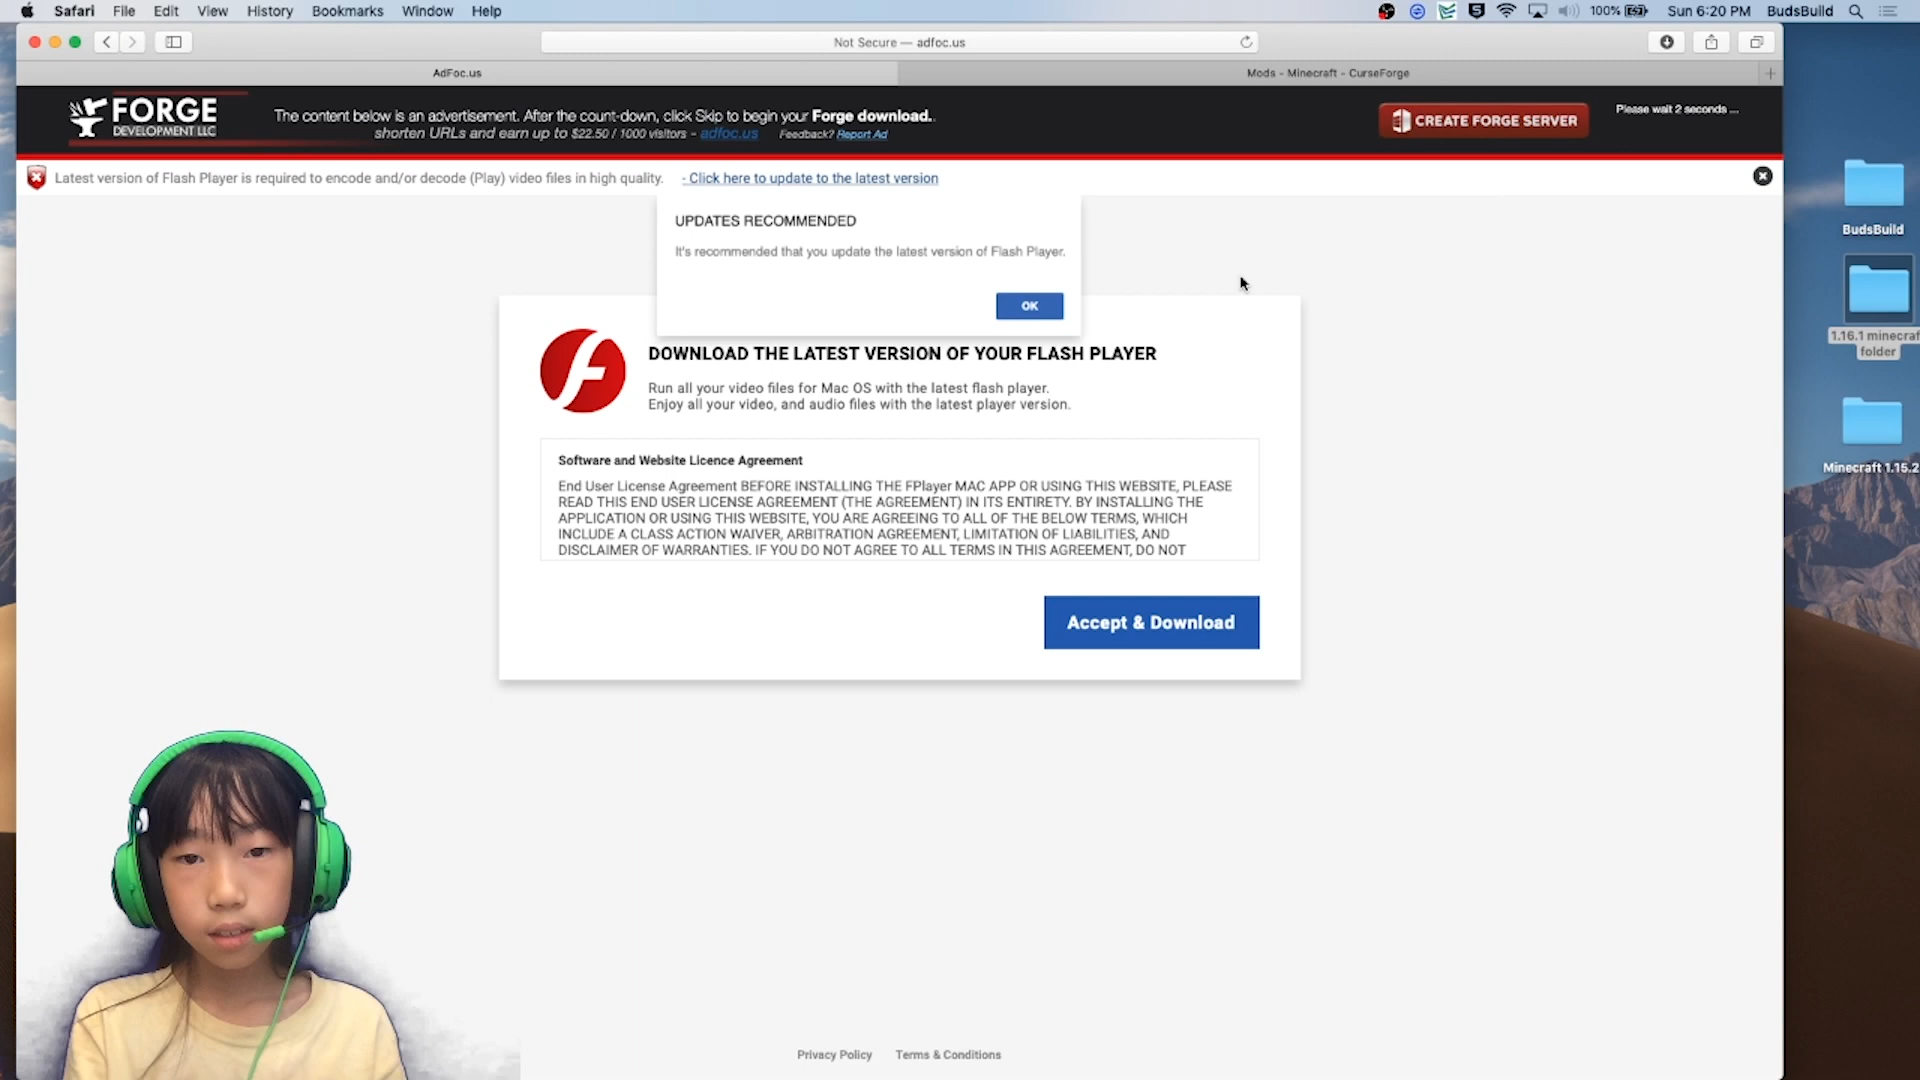 Safari File Edit View History Bookmarks Window Help
100% Sun 6:20 PM BudsBuild
Not Secure — adfoc.us
AdFoc.us
Mods - Minecraft - CurseForge
FORGE
DEVELOPMENT LLC
The content below is an advertisement. After the count-down, click Skip to begin your Forge download.
shorten URLs and earn up to $22.50 / 1000 visitors - adfoc.us Feedback? Report Ad
CREATE FORGE SERVER
Please wait 2 seconds ...
Latest version of Flash Player is required to encode and/or decode (Play) video files in high quality. - Click here to update to the latest version
UPDATES RECOMMENDED
It's recommended that you update the latest version of Flash Player.
OK
DOWNLOAD THE LATEST VERSION OF YOUR FLASH PLAYER
Run all your video files for Mac OS with the latest flash player.
Enjoy all your video, and audio files with the latest player version.
Software and Website Licence Agreement
End User License Agreement BEFORE INSTALLING THE FPlayer MAC APP OR USING THIS WEBSITE, PLEASE
READ THIS END USER LICENSE AGREEMENT (THE AGREEMENT) IN ITS ENTIRETY. BY INSTALLING THE
APPLICATION OR USING THIS WEBSITE, YOU ARE AGREEING TO ALL OF THE BELOW TERMS, WHICH
INCLUDE A CLASS ACTION WAIVER, ARBITRATION AGREEMENT, LIMITATION OF LIABILITIES, AND
DISCLAIMER OF WARRANTIES. IF YOU DO NOT AGREE TO ALL TERMS IN THIS AGREEMENT, DO NOT
Accept & Download
Privacy Policy Terms & Conditions
BudsBuild
1.16.1 minecraf
folder
Minecraft 1.15.2